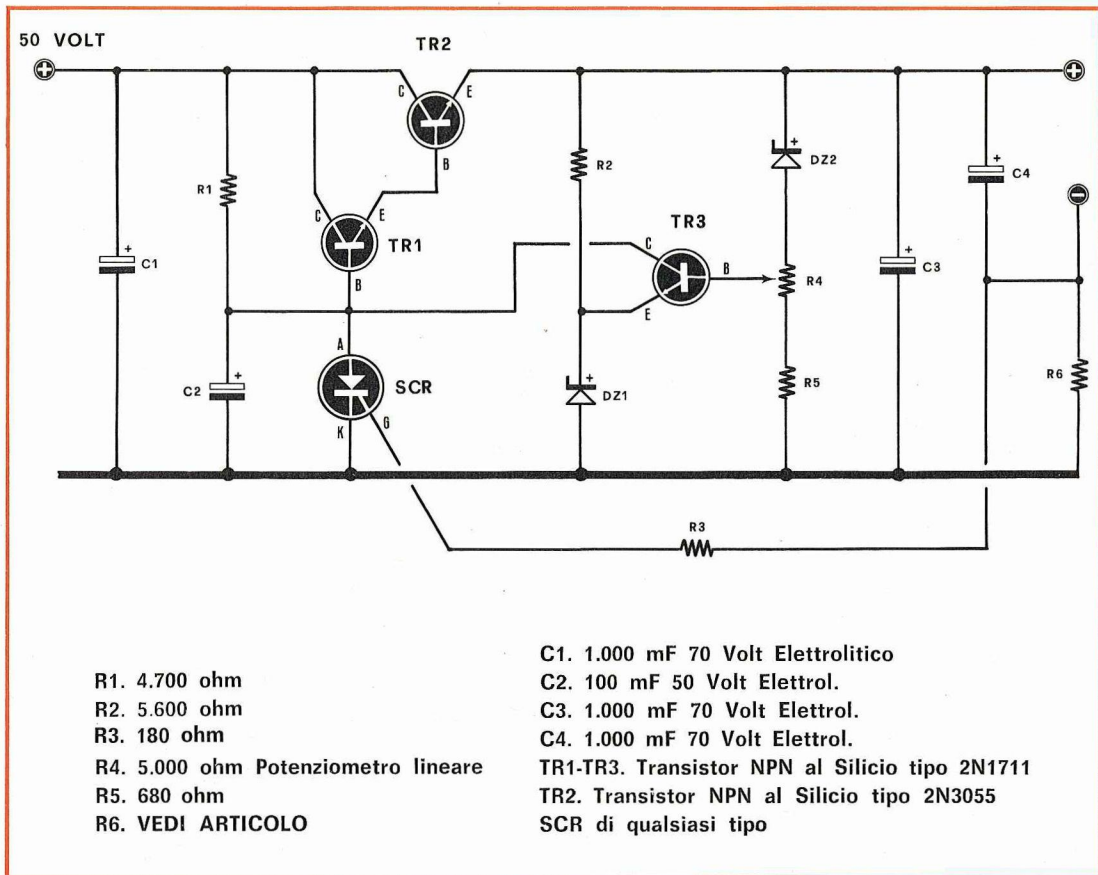 50 VOLT
TR2
C
E
B
R1
C
E
TR1
B
C1
+
R2
TR3
C
B
E
+
DZ2
R4
R5
+
C4
+
C3
R6
A
SCR
G
K
C2
+
+
DZ1
R3
R1. 4.700 ohm
R2. 5.600 ohm
R3. 180 ohm
R4. 5.000 ohm Potenziometro lineare
R5. 680 ohm
R6. VEDI ARTICOLO
C1. 1.000 mF 70 Volt Elettrolitico
C2. 100 mF 50 Volt Elettrol.
C3. 1.000 mF 70 Volt Elettrol.
C4. 1.000 mF 70 Volt Elettrol.
TR1-TR3. Transistor NPN al Silicio tipo 2N1711
TR2. Transistor NPN al Silicio tipo 2N3055
SCR di qualsiasi tipo